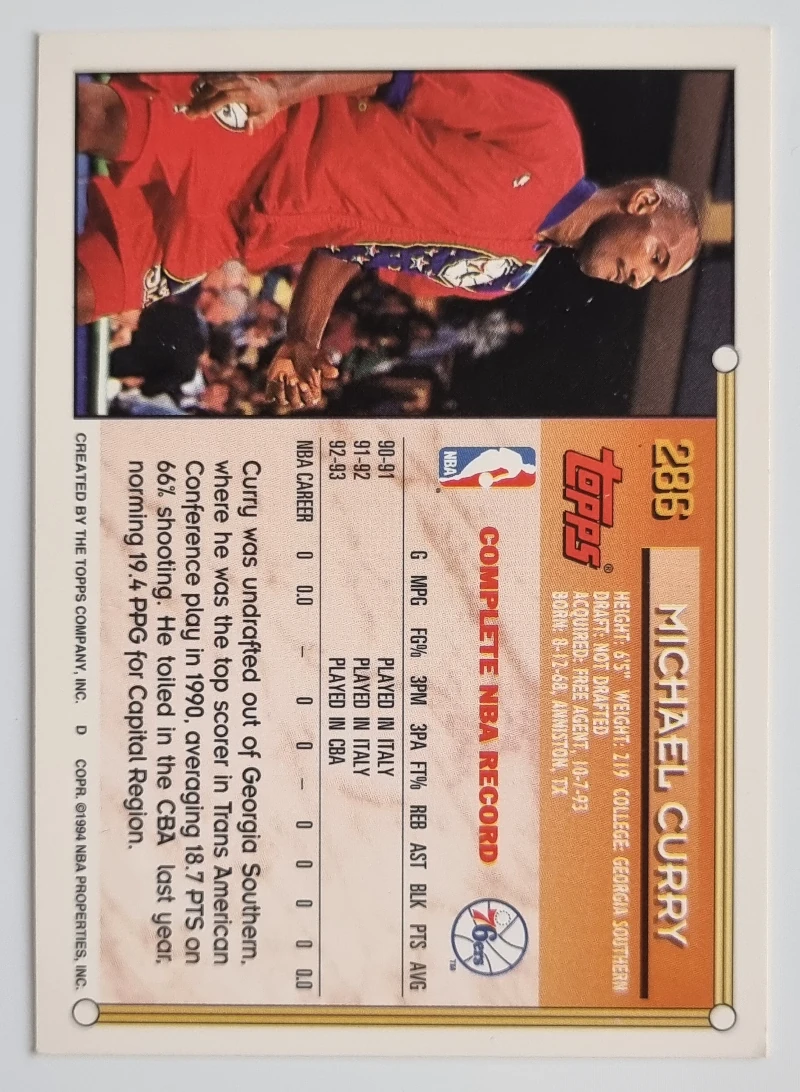 286
MICHAEL CURRY
topps®
HEIGHT: 6'5" WEIGHT: 219 COLLEGE: GEORGIA SOUTHERN
DRAFT: NOT DRAFTED
ACQUIRED: FREE AGENT, 10-7-93
BORN: 8-12-68, ANNISTON, TX
NBA
COMPLETE NBA RECORD
76ers TM
G MPG FG% 3PM 3PA FT% REB AST BLK PTS AVG
90-91 PLAYED IN ITALY
91-92 PLAYED IN ITALY
92-93 PLAYED IN CBA
NBA CAREER 0 0.0 – 0 0 – 0 0 0 0 0.0
Curry was undrafted out of Georgia Southern,
where he was the top scorer in Trans American
Conference play in 1990, averaging 18.7 PTS on
66% shooting. He toiled in the CBA last year,
norming 19.4 PPG for Capital Region.
CREATED BY THE TOPPS COMPANY, INC. D COPR. ©1994 NBA PROPERTIES, INC.